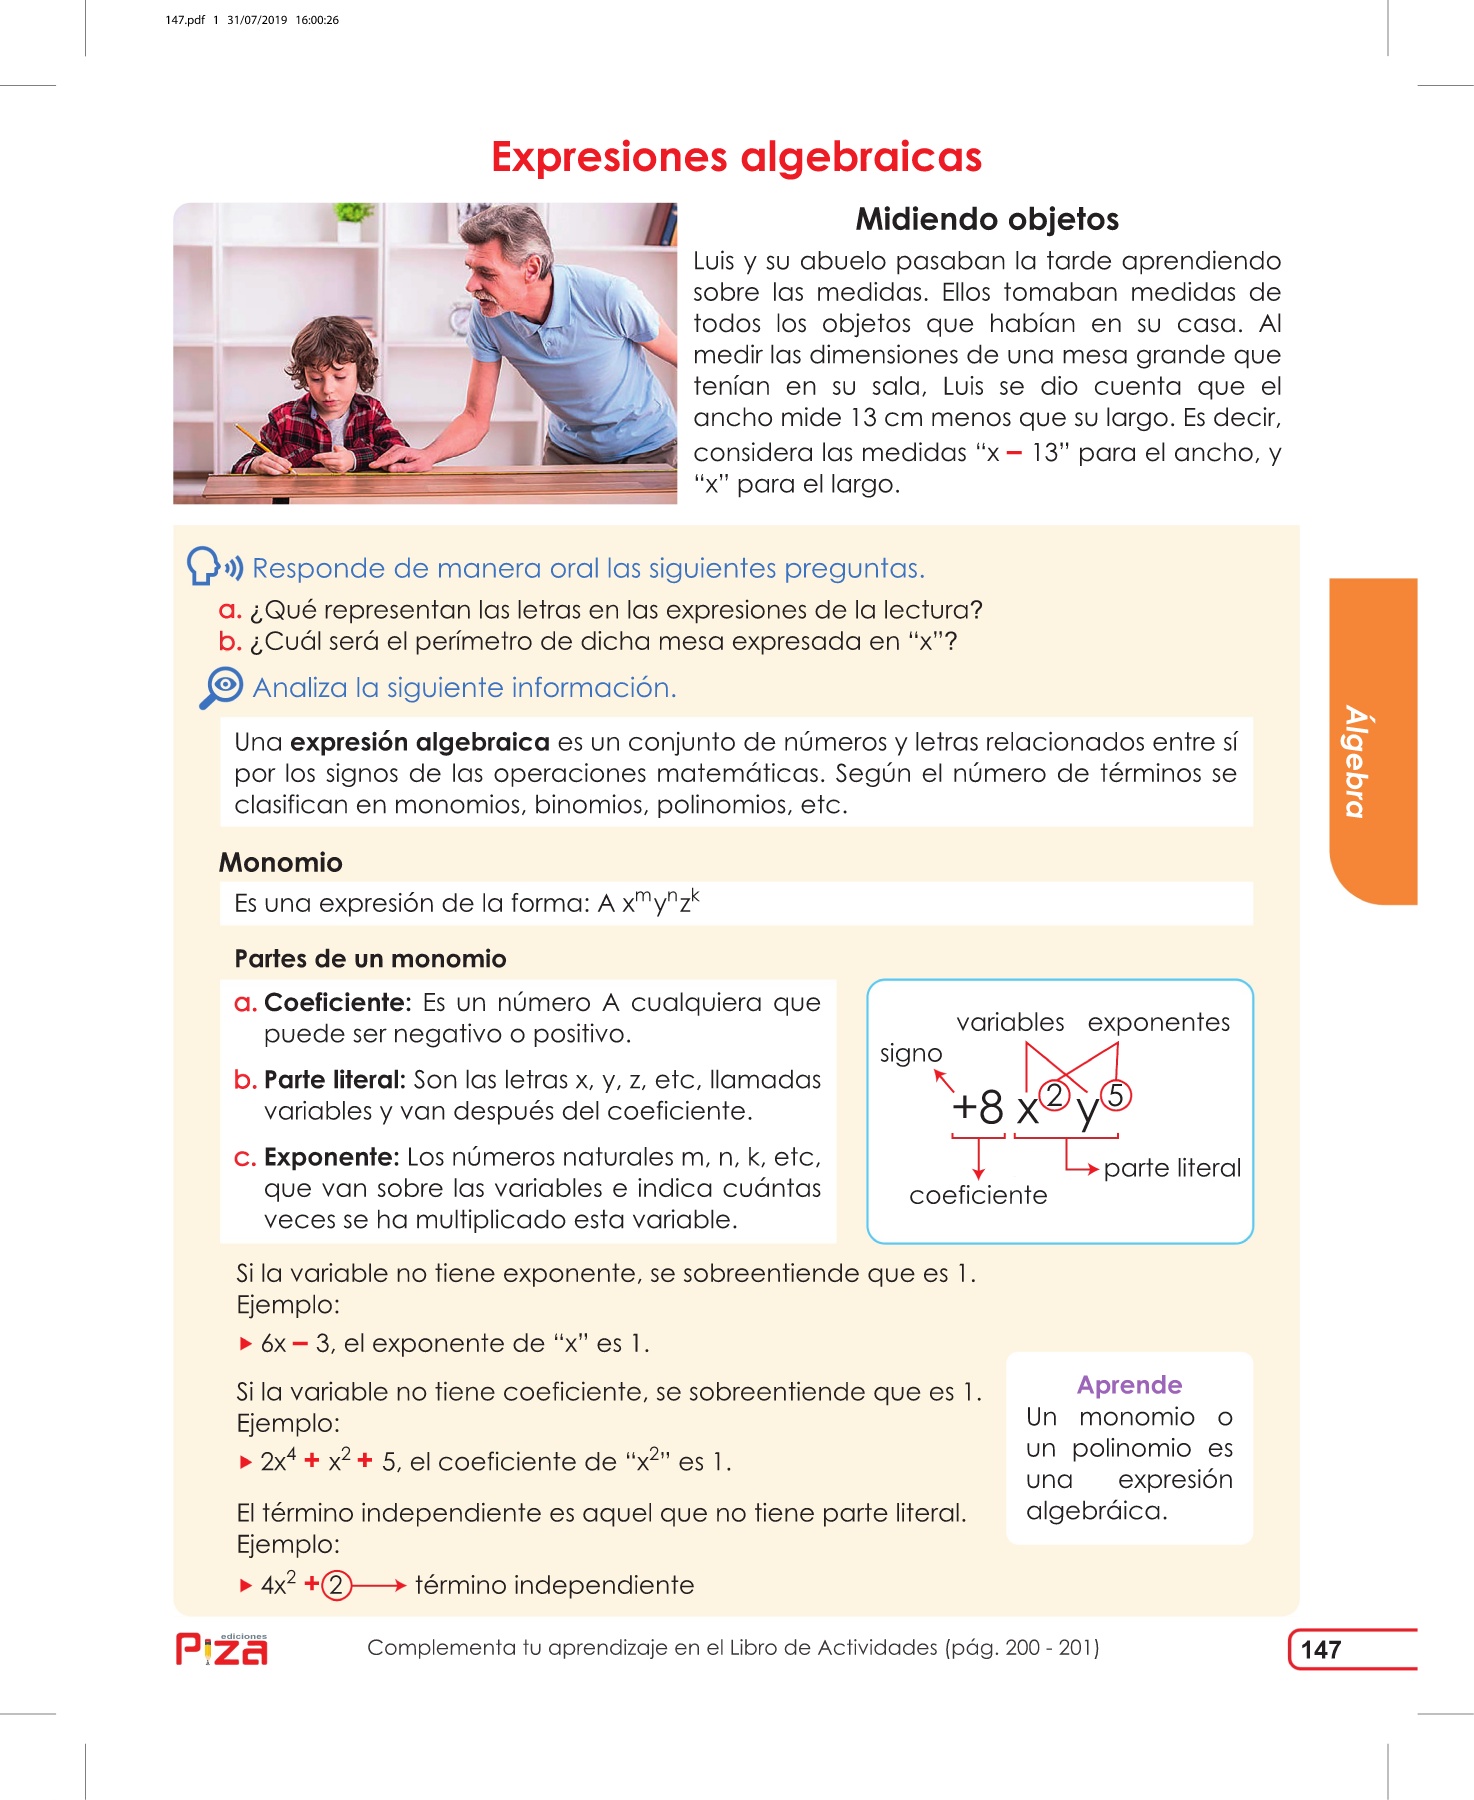 147.pdf 1 31/07/2019 16:00:26
Expresiones algebraicas
Midiendo objetos
Luis y su abuelo pasaban la tarde aprendiendo
sobre las medidas. Ellos tomaban medidas de
todos los objetos que habían en su casa. Al
medir las dimensiones de una mesa grande que
tenían en su sala, Luis se dio cuenta que el
ancho mide 13 cm menos que su largo. Es decir,
considera las medidas “x – 13” para el ancho, y
“x” para el largo.
Responde de manera oral las siguientes preguntas.
a. ¿Qué representan las letras en las expresiones de la lectura?
b. ¿Cuál será el perímetro de dicha mesa expresada en “x”?
Analiza la siguiente información.
Una expresión algebraica es un conjunto de números y letras relacionados entre sí
por los signos de las operaciones matemáticas. Según el número de términos se
clasifican en monomios, binomios, polinomios, etc.
Álgebra
Monomio
Es una expresión de la forma: A xᵐyⁿzᵏ
Partes de un monomio
a. Coeficiente: Es un número A cualquiera que
puede ser negativo o positivo.
b. Parte literal: Son las letras x, y, z, etc, llamadas
variables y van después del coeficiente.
c. Exponente: Los números naturales m, n, k, etc,
que van sobre las variables e indica cuántas
veces se ha multiplicado esta variable.
variables exponentes
signo
+8 x² y⁵
parte literal
coeficiente
Si la variable no tiene exponente, se sobreentiende que es 1.
Ejemplo:
6x – 3, el exponente de “x” es 1.
Si la variable no tiene coeficiente, se sobreentiende que es 1.
Ejemplo:
2x⁴ + x² + 5, el coeficiente de “x²” es 1.
El término independiente es aquel que no tiene parte literal.
Ejemplo:
4x² + 2 término independiente
Aprende
Un monomio o
un polinomio es
una expresión
algebráica.
ediciones
Piza
Complementa tu aprendizaje en el Libro de Actividades (pág. 200 - 201)
147